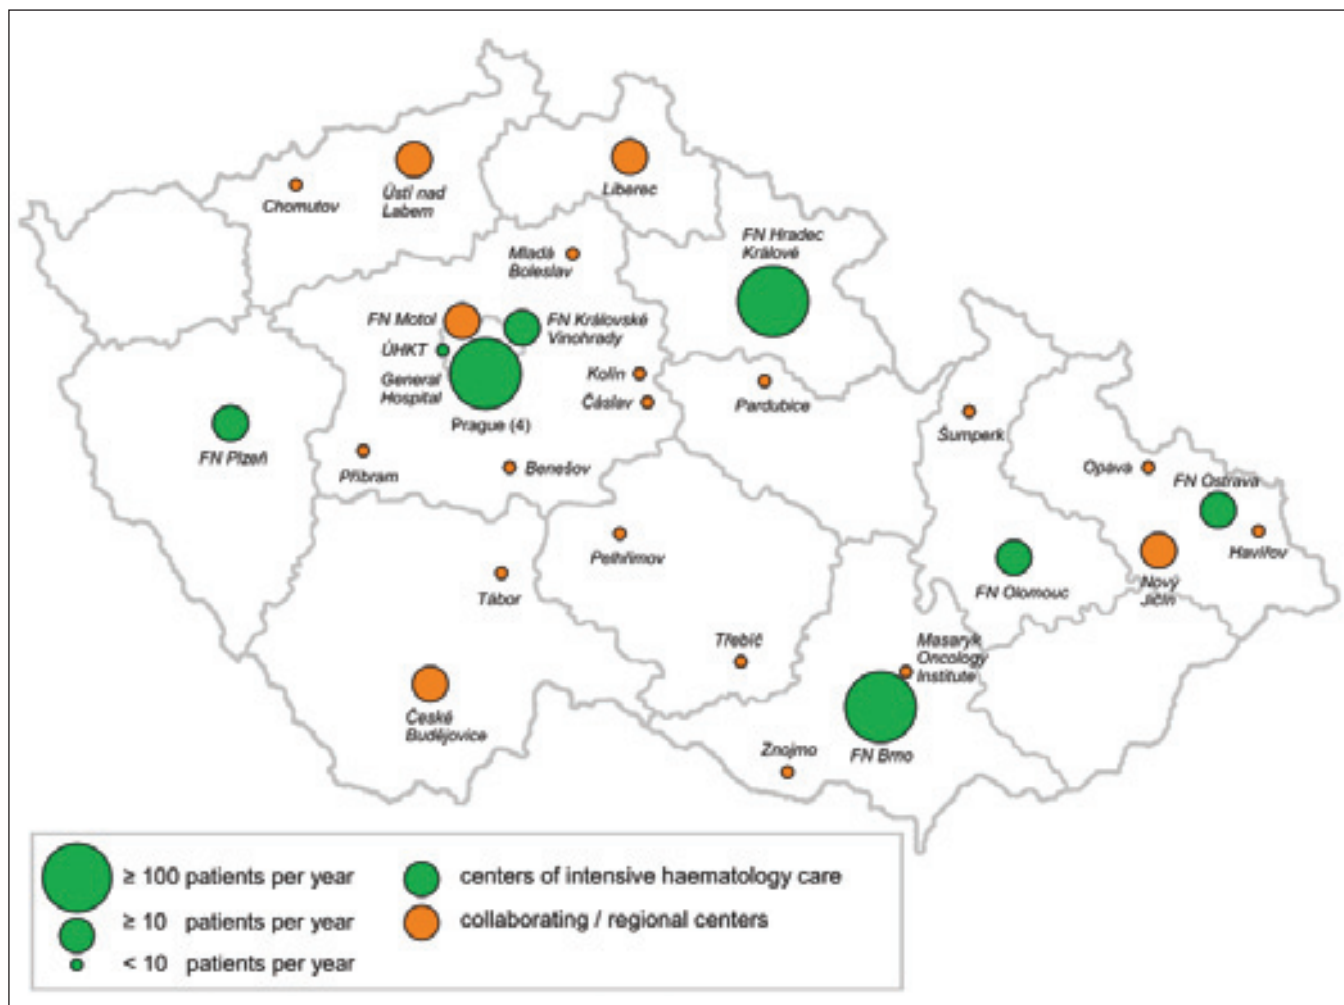 Chomutov
Ústí nad
Labem
Liberec
Mladá
Boleslav
FN Hradec
Králové
FN Motol
FN Královské
Vinohrady
ÚHKT
General
Hospital
Prague (4)
Kolín
Čáslav
Pardubice
Šumperk
FN Plzeň
Příbram
Benešov
Opava
FN Ostrava
Havířov
Pelhřimov
FN Olomouc
Nový
Jičín
Tábor
Třebíč
Masaryk
Oncology
Institute
České
Budějovice
Znojmo
FN Brno
≥ 100 patients per year
≥ 10 patients per year
< 10 patients per year
centers of intensive haematology care
collaborating / regional centers